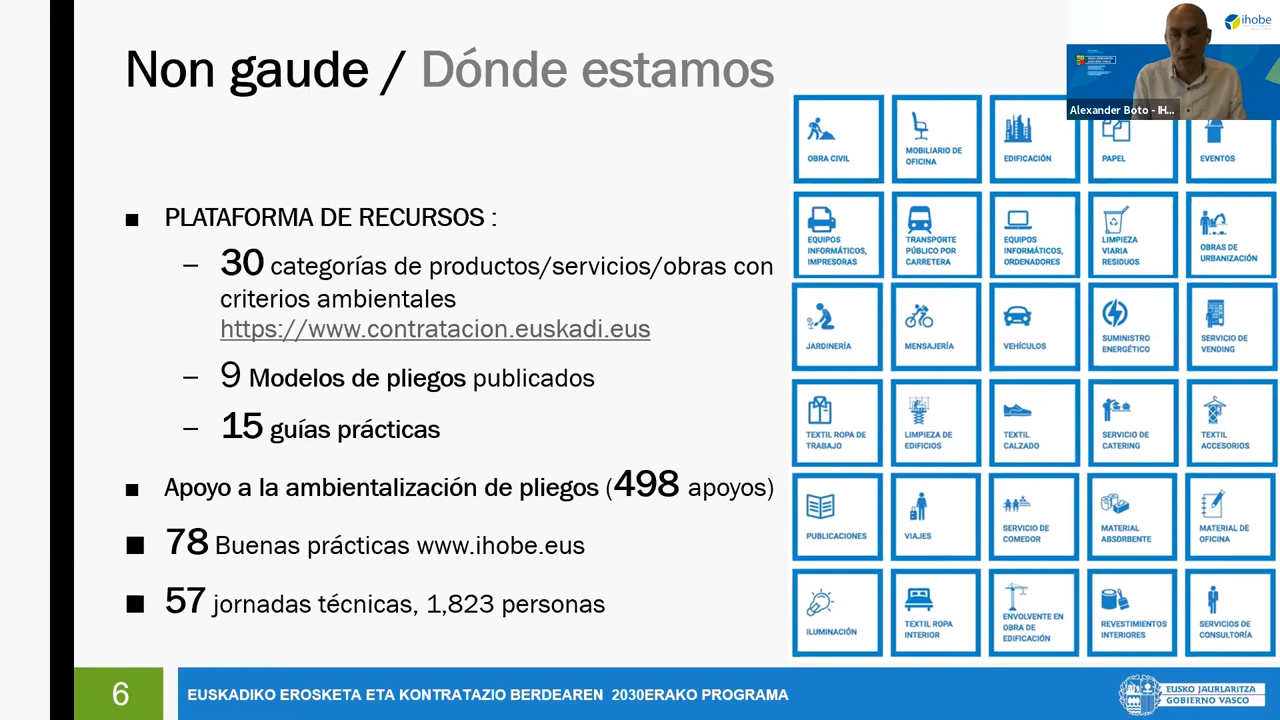 Non gaude / Dónde estamos
ihobe
Alexander Boto - IH...
PLATAFORMA DE RECURSOS :
– 30 categorías de productos/servicios/obras con
criterios ambientales
https://www.contratacion.euskadi.eus
– 9 Modelos de pliegos publicados
– 15 guías prácticas
Apoyo a la ambientalización de pliegos (498 apoyos)
78 Buenas prácticas www.ihobe.eus
57 jornadas técnicas, 1,823 personas
OBRA CIVIL
MOBILIARIO DE
OFICINA
EDIFICACIÓN
PAPEL
EVENTOS
EQUIPOS
INFORMÁTICOS,
IMPRESORAS
TRANSPORTE
PÚBLICO POR
CARRETERA
EQUIPOS
INFORMÁTICOS,
ORDENADORES
LIMPIEZA
VIARIA
RESIDUOS
OBRAS DE
URBANIZACIÓN
JARDINERÍA
MENSAJERÍA
VEHÍCULOS
SUMINISTRO
ENERGÉTICO
SERVICIO DE
VENDING
TEXTIL ROPA DE
TRABAJO
LIMPIEZA DE
EDIFICIOS
TEXTIL
CALZADO
SERVICIO DE
CATERING
TEXTIL
ACCESORIOS
PUBLICACIONES
VIAJES
SERVICIO DE
COMEDOR
MATERIAL
ABSORBENTE
MATERIAL DE
OFICINA
ILUMINACIÓN
TEXTIL ROPA
INTERIOR
ENVOLVENTE EN
OBRA DE
EDIFICACIÓN
REVESTIMIENTOS
INTERIORES
SERVICIOS DE
CONSULTORÍA
6
EUSKADIKO EROSKETA ETA KONTRATAZIO BERDEAREN 2030ERAKO PROGRAMA
EUSKO JAURLARITZA
GOBIERNO VASCO